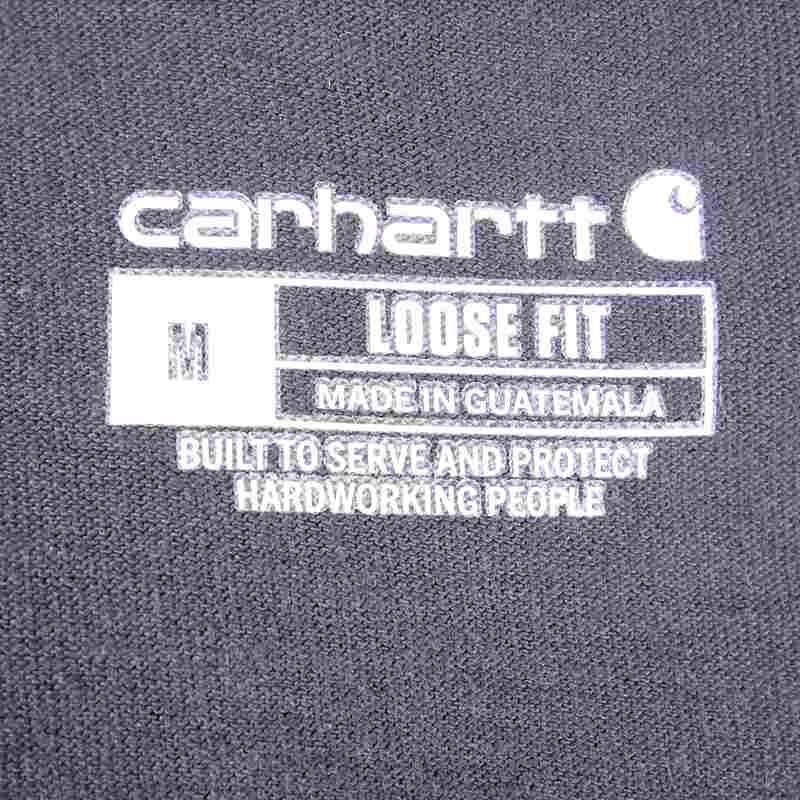 carhartt
M
LOOSE FIT
MADE IN GUATEMALA
BUILT TO SERVE AND PROTECT
HARDWORKING PEOPLE